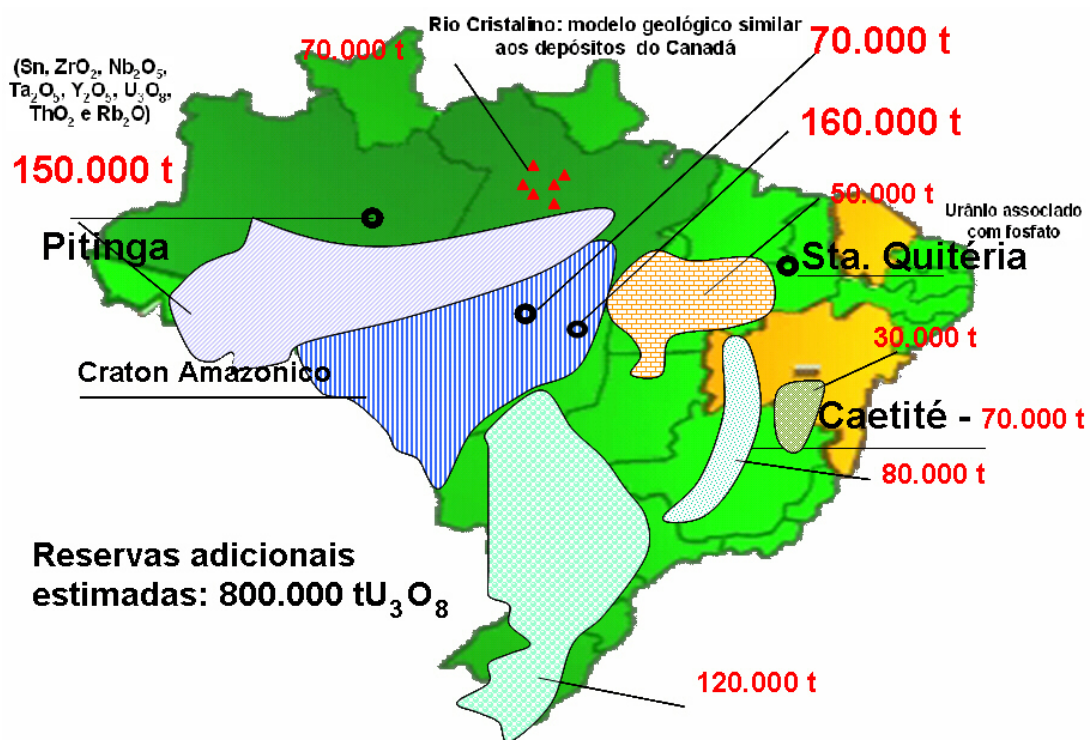 Rio Cristalino: modelo geológico similar
aos depósitos do Canadá
70.000 t
70.000 t
(Sn, ZrO2, Nb2O5,
Ta2O5, Y2O5, U3O8,
ThO2 e Rb2O)
160.000 t
150.000 t
50.000 t
Urânio associado
com fosfato
Pitinga
Sta. Quitéria
30.000 t
Craton Amazonico
Caetité - 70.000 t
80.000 t
Reservas adicionais
estimadas: 800.000 tU3O8
120.000 t